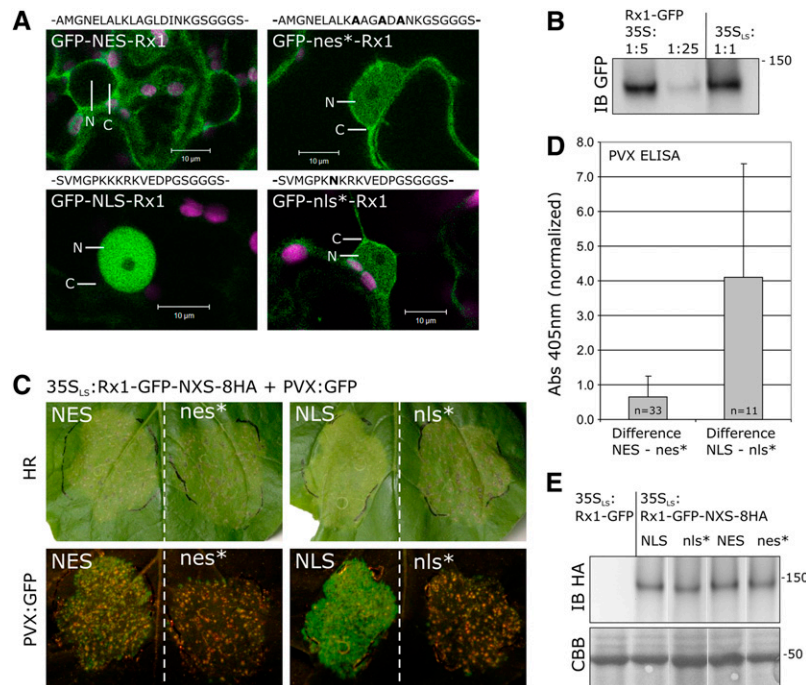 A
-AMGNELALKLAGLDINKGSGGGS-
GFP-NES-Rx1
N
C
10 µm
-AMGNELALKAAGADANKGSGGGS-
GFP-nes*-Rx1
N
C
10 µm
-SVMGPKKKRKVEDPGSGGGS-
GFP-NLS-Rx1
N
C
10 µm
-SVMGPKNKRKVEDPGSGGGS-
GFP-nls*-Rx1
C
N
10 µm
B
Rx1-GFP
35S: 35SLS:
1:5 1:25 1:1
IB GFP
- 150
C
35SLS:Rx1-GFP-NXS-8HA + PVX:GFP
HR
NES nes* NLS nls*
PVX:GFP
NES nes* NLS nls*
D
PVX ELISA
Abs 405nm (normalized)
8.0
7.0
6.0
5.0
4.0
3.0
2.0
1.0
0.0
n=33 n=11
Difference Difference
NES - nes* NLS - nls*
E
35SLS: 35SLS:
Rx1-GFP Rx1-GFP-NXS-8HA
NLS nls* NES nes*
IB HA
-150
CBB
-50